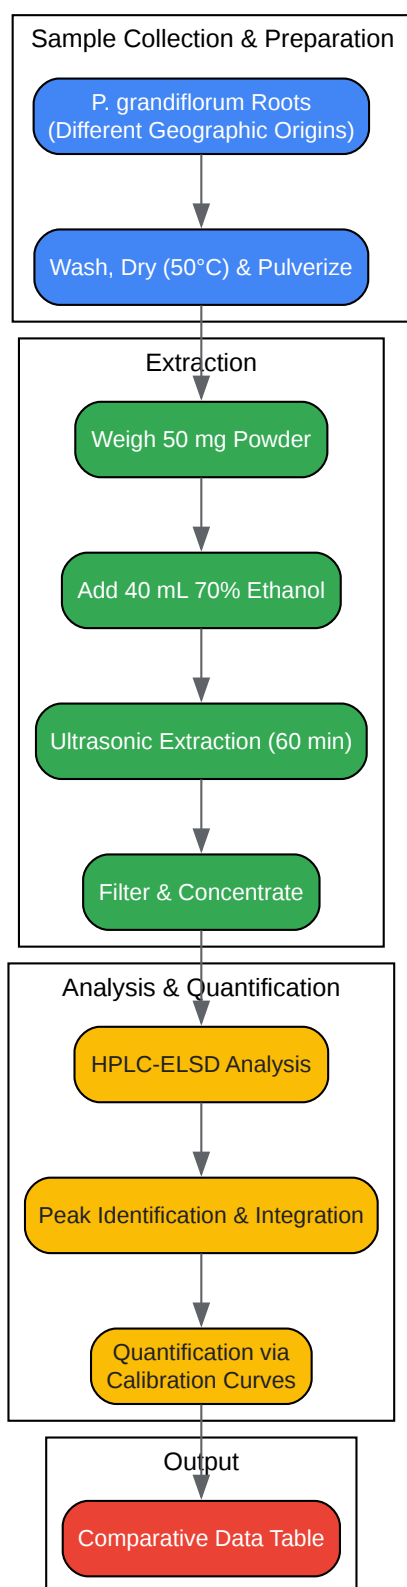 Sample Collection & Preparation
P. grandiflorum Roots
(Different Geographic Origins)
Wash, Dry (50°C) & Pulverize
Extraction
Weigh 50 mg Powder
Add 40 mL 70% Ethanol
Ultrasonic Extraction (60 min)
Filter & Concentrate
Analysis & Quantification
HPLC-ELSD Analysis
Peak Identification & Integration
Quantification via
Calibration Curves
Output
Comparative Data Table